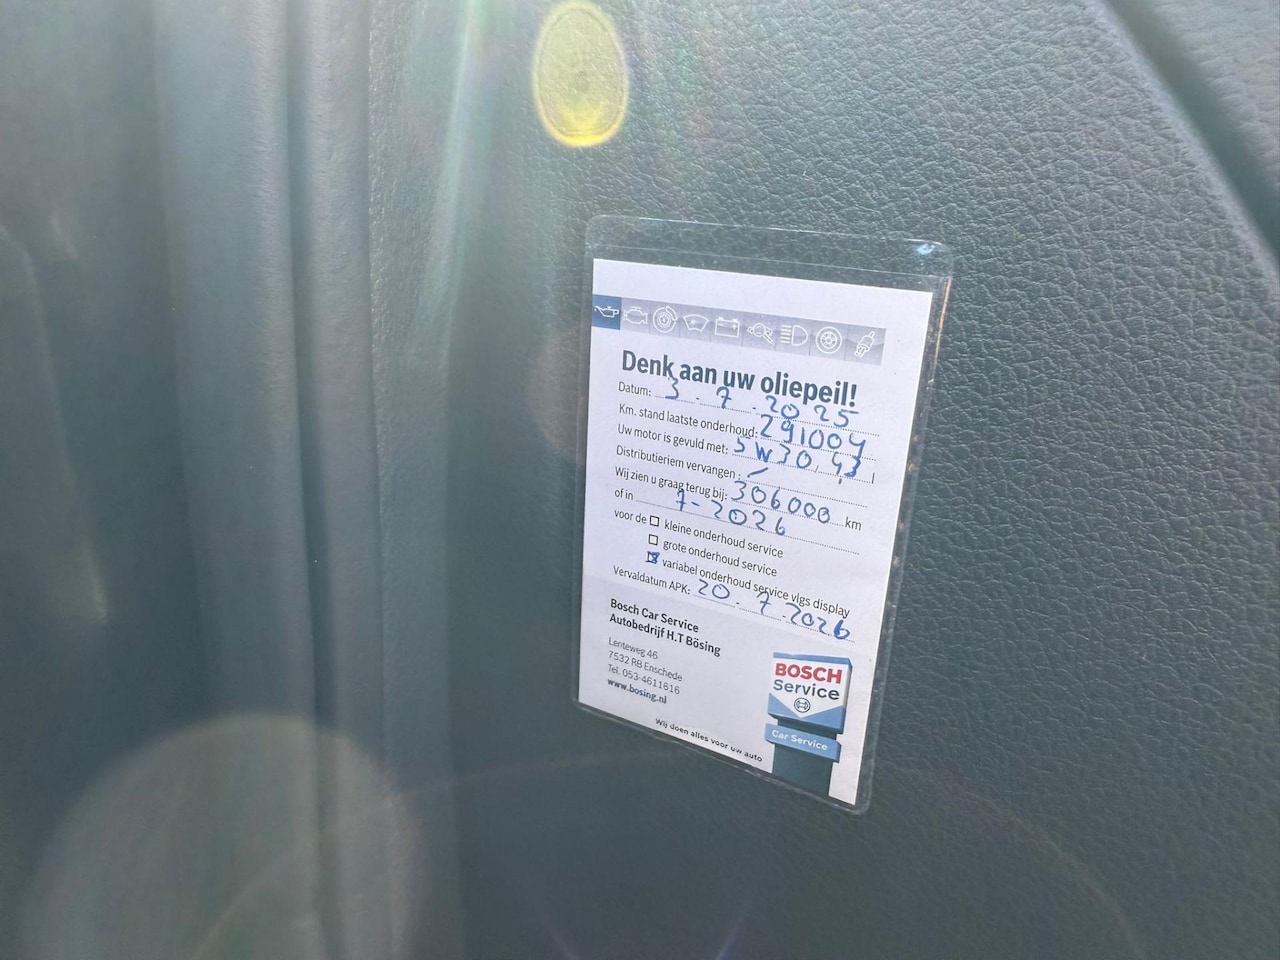 Denk aan uw oliepeil!
Datum: 3-7-2025
Km. stand laatste onderhoud: 291004
Uw motor is gevuld met: 5W30, 4,3 l
Distributieriem vervangen: /
Wij zien u graag terug bij: 306000 km
of in 7-2026
voor de ☐ kleine onderhoud service
☐ grote onderhoud service
☒ variabel onderhoud service vlgs display
Vervaldatum APK: 20-7-2026
Bosch Car Service
Autobedrijf H.T Bösing
Lenteweg 46
7532 RB Enschede
Tel. 053-4611616
www.bosing.nl
Wij doen alles voor uw auto
BOSCH
Service
Car Service